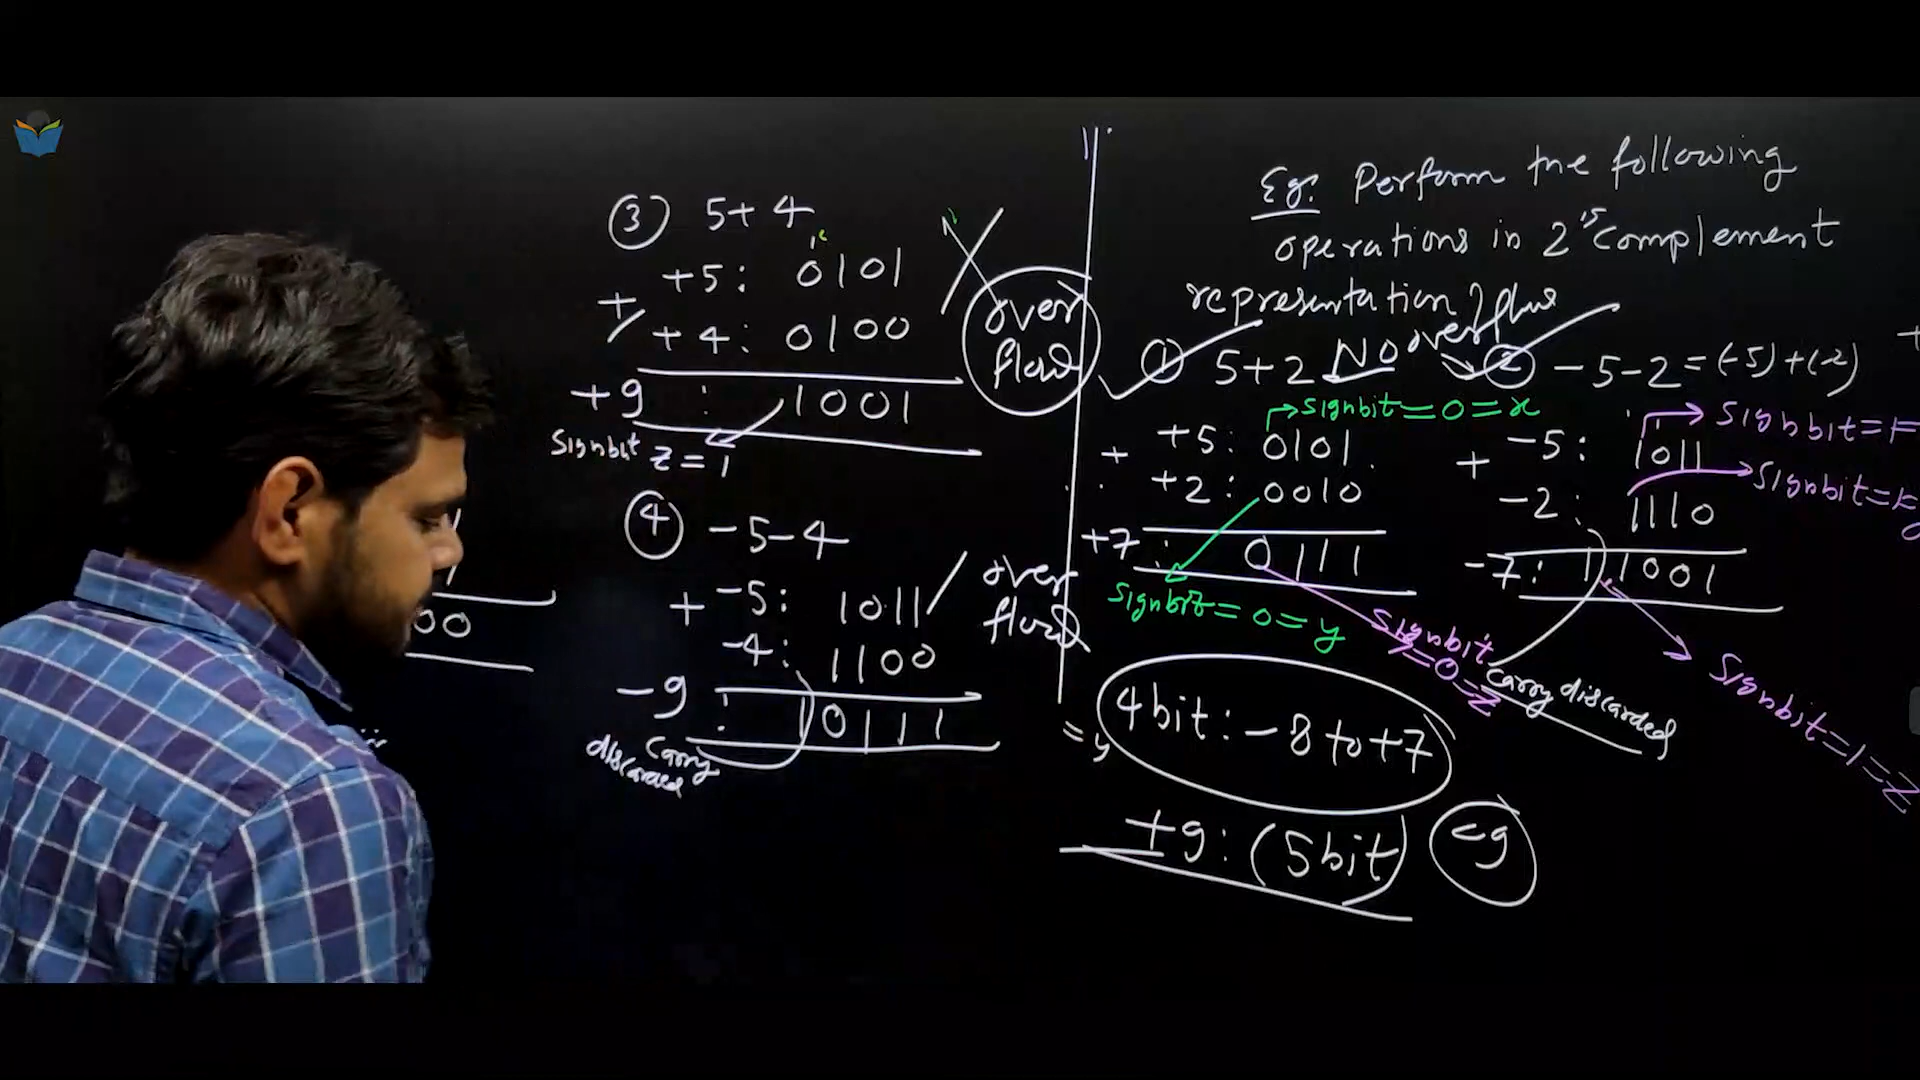 ③ 5+4
+5: 0101
+
+4: 0100
+9 : 1001
Signbit z=1
over
flow
④ -5-4
+ -5: 1011
-4: 1100
-9 : 10111
Carry
discarded
over
flow
00
Eg: Perform the following
operations in 2's Complement
representation?
① 5+2 No overflow
② -5-2=(-5)+(-2)
Signbit=0=x
+5: 0101
+
+2: 0010
+7: 0111
Signbit=0=y
Signbit
=0=z
-5: 1011
+
-2: 1110
-7: 11001
Signbit=1=
Signbit=1=y
Carry discarded
Signbit=1=z
=y
4bit: -8 to +7
+9: (5bit)
-9